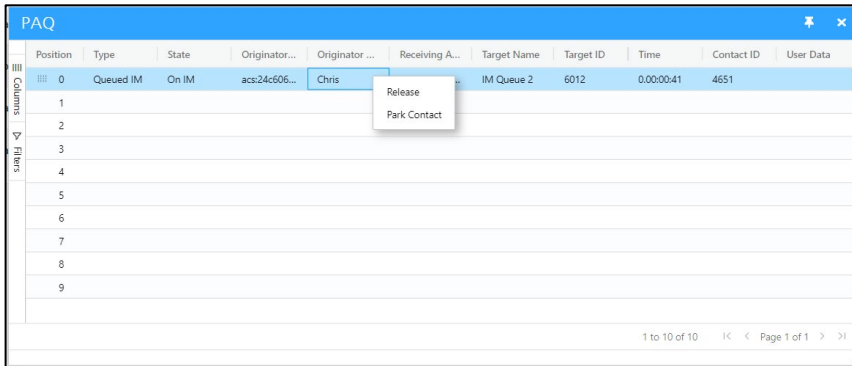 PAQ
Position Type State Originator... Originator ... Receiving A... Target Name Target ID Time Contact ID User Data
0 Queued IM On IM acs:24c606... Chris .. IM Queue 2 6012 0.00:00:41 4651
Release
Columns
1
Park Contact
2
Filters
3
4
5
6
7
8
9
1 to 10 of 10 Page 1 of 1